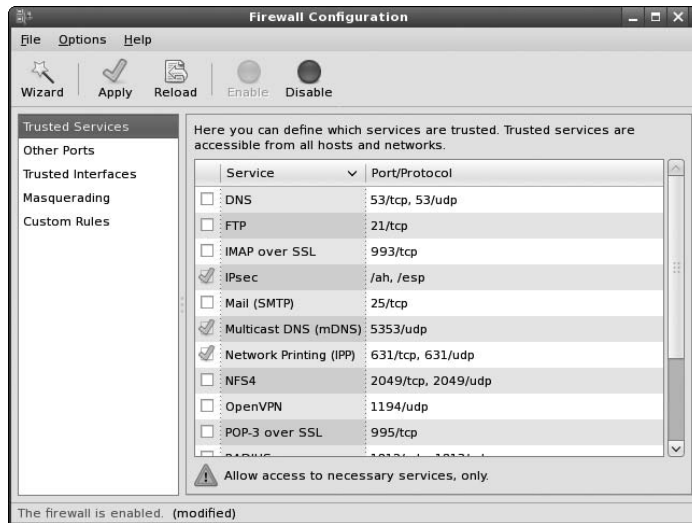 Firewall Configuration
File Options Help
Wizard Apply Reload Enable Disable
Trusted Services
Other Ports
Trusted Interfaces
Masquerading
Custom Rules
Here you can define which services are trusted. Trusted services are
accessible from all hosts and networks.
Service Port/Protocol
DNS 53/tcp, 53/udp
FTP 21/tcp
IMAP over SSL 993/tcp
IPsec /ah, /esp
Mail (SMTP) 25/tcp
Multicast DNS (mDNS) 5353/udp
Network Printing (IPP) 631/tcp, 631/udp
NFS4 2049/tcp, 2049/udp
OpenVPN 1194/udp
POP-3 over SSL 995/tcp
Allow access to necessary services, only.
The firewall is enabled. (modified)